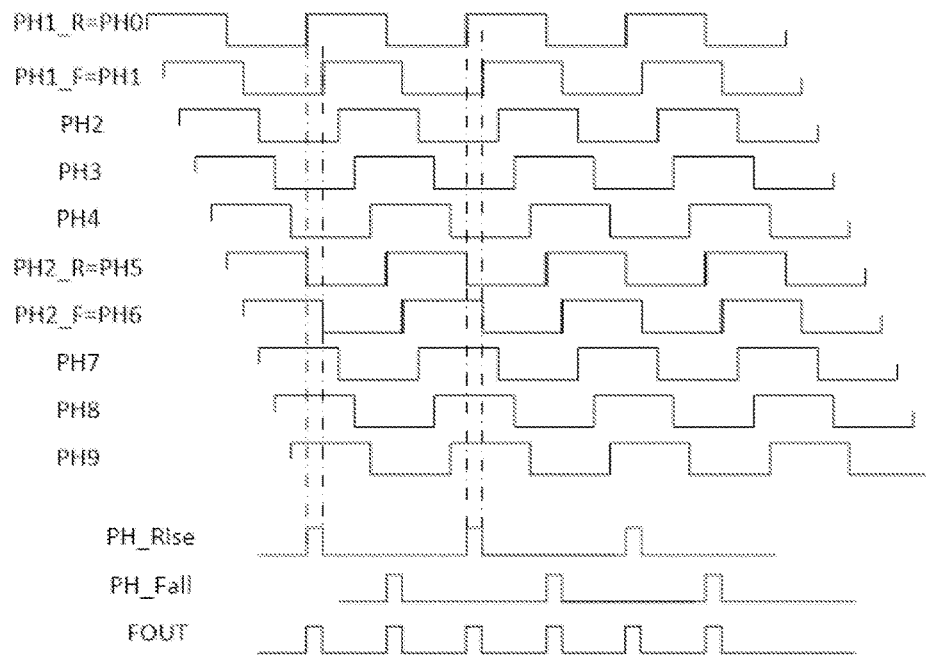 PH1_R=PH0
PH1_F=PH1
PH2
PH3
PH4
PH2_R=PH5
PH2_F=PH6
PH7
PH8
PH9
PH_Rise
PH_Fall
FOUT